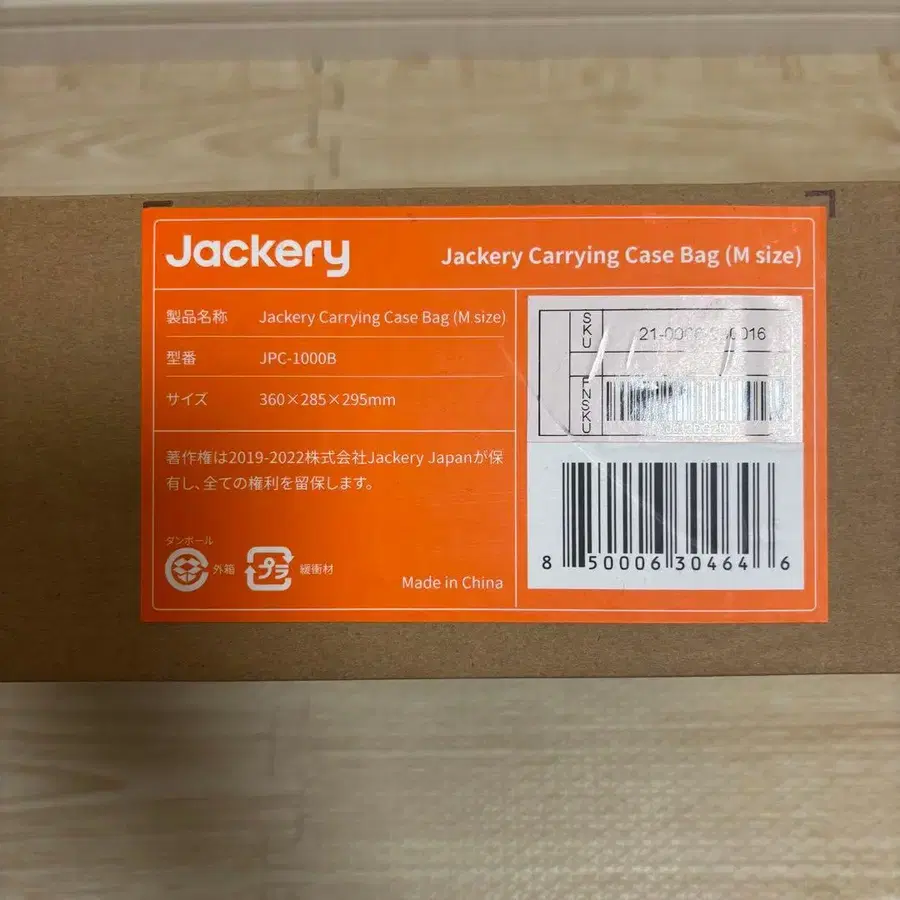 Jackery
Jackery Carrying Case Bag (M size)
製品名称 Jackery Carrying Case Bag (M size)
型番 JPC-1000B
サイズ 360×285×295mm
著作権は2019-2022株式会社Jackery Japanが保
有し、全ての権利を留保します。
ダンボール
外箱
プラ
緩衝材
Made in China
SKU
FNSKU
8 50006 30464 6